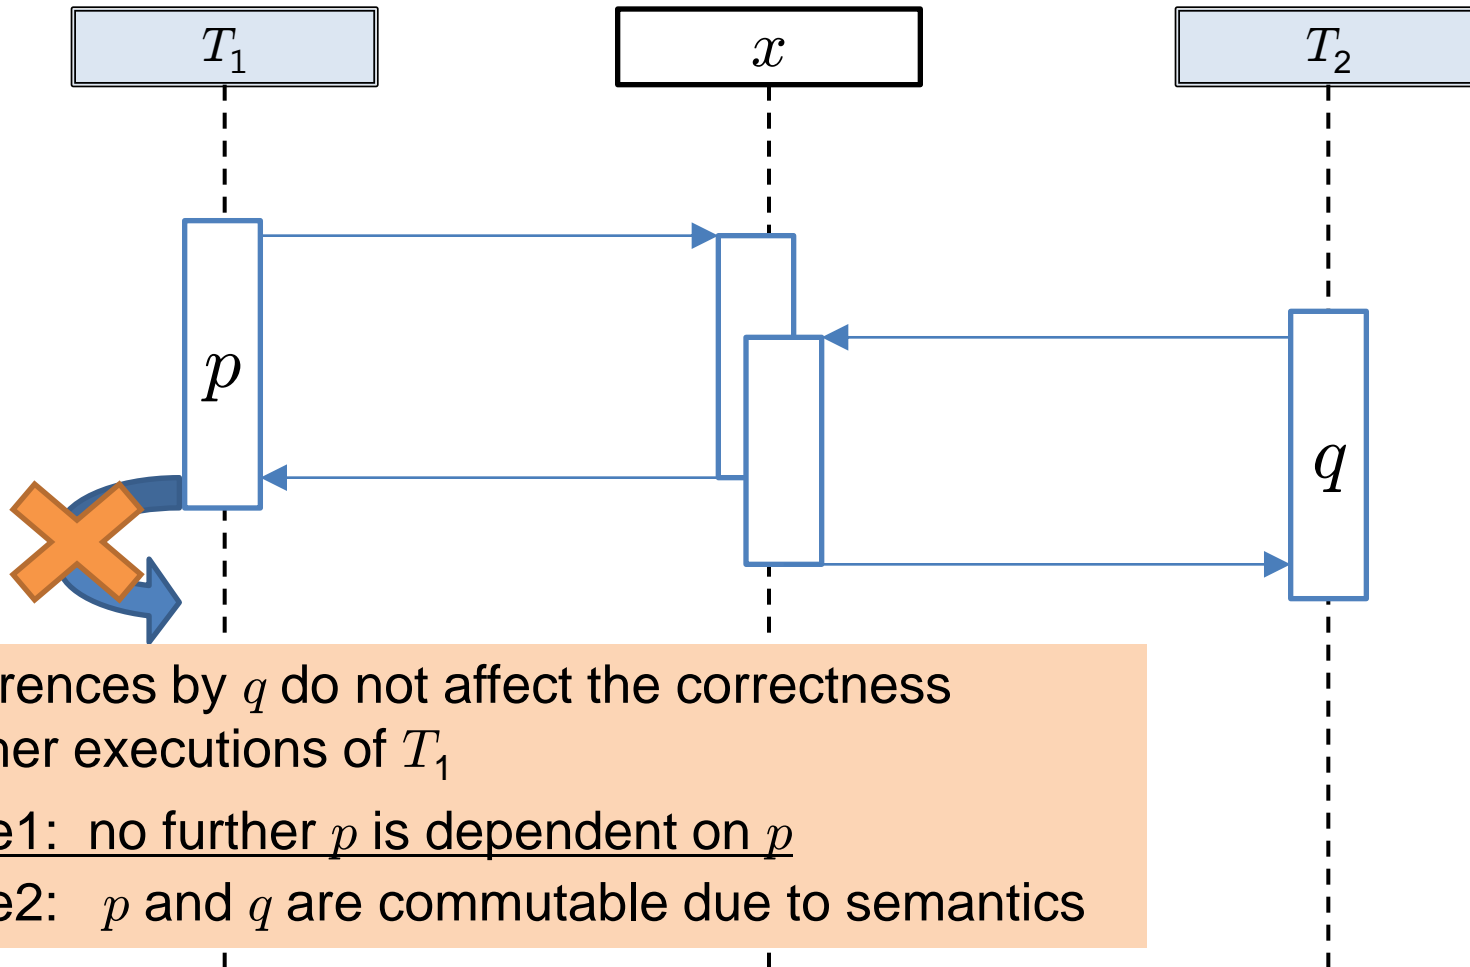 T1 x T2
p
q
rences by q do not affect the correctness
ner executions of T1
e1: no further p is dependent on p
e2: p and q are commutable due to semantics